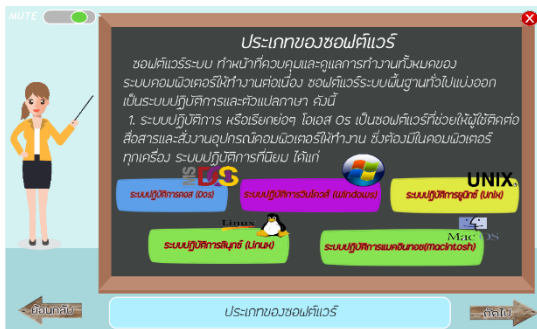 MUTE
ประเภทของซอฟต์แวร์
ซอฟต์แวร์ระบบ ทำหน้าที่ควบคุมและดูแลการทำงานทั้งหมดของ
ระบบคอมพิวเตอร์ให้ทำงานต่อเนื่อง ซอฟต์แวร์ระบบพื้นฐานทั่วไปแบ่งออก
เป็นระบบปฏิบัติการและตัวแปลภาษา ดังนี้
1. ระบบปฏิบัติการ หรือเรียกย่อๆ โอเอส OS เป็นซอฟต์แวร์ที่ช่วยให้ผู้ใช้ติดต่อ
สื่อสารและสั่งงานอุปกรณ์คอมพิวเตอร์ให้ทำงาน ซึ่งต้องมีในคอมพิวเตอร์
ทุกเครื่อง ระบบปฏิบัติการที่นิยม ได้แก่
MS DOS
UNIX
ระบบปฏิบัติการดอส (Dos)
ระบบปฏิบัติการวินโดวส์ (Windows)
ระบบปฏิบัติการยูนิกซ์ (Unix)
Linux
Mac OS
ระบบปฏิบัติการลินุกซ์ (Linux)
ระบบปฏิบัติการแมคอินทอช(Macintosh)
ย้อนกลับ
ประเภทของซอฟต์แวร์
ถัดไป